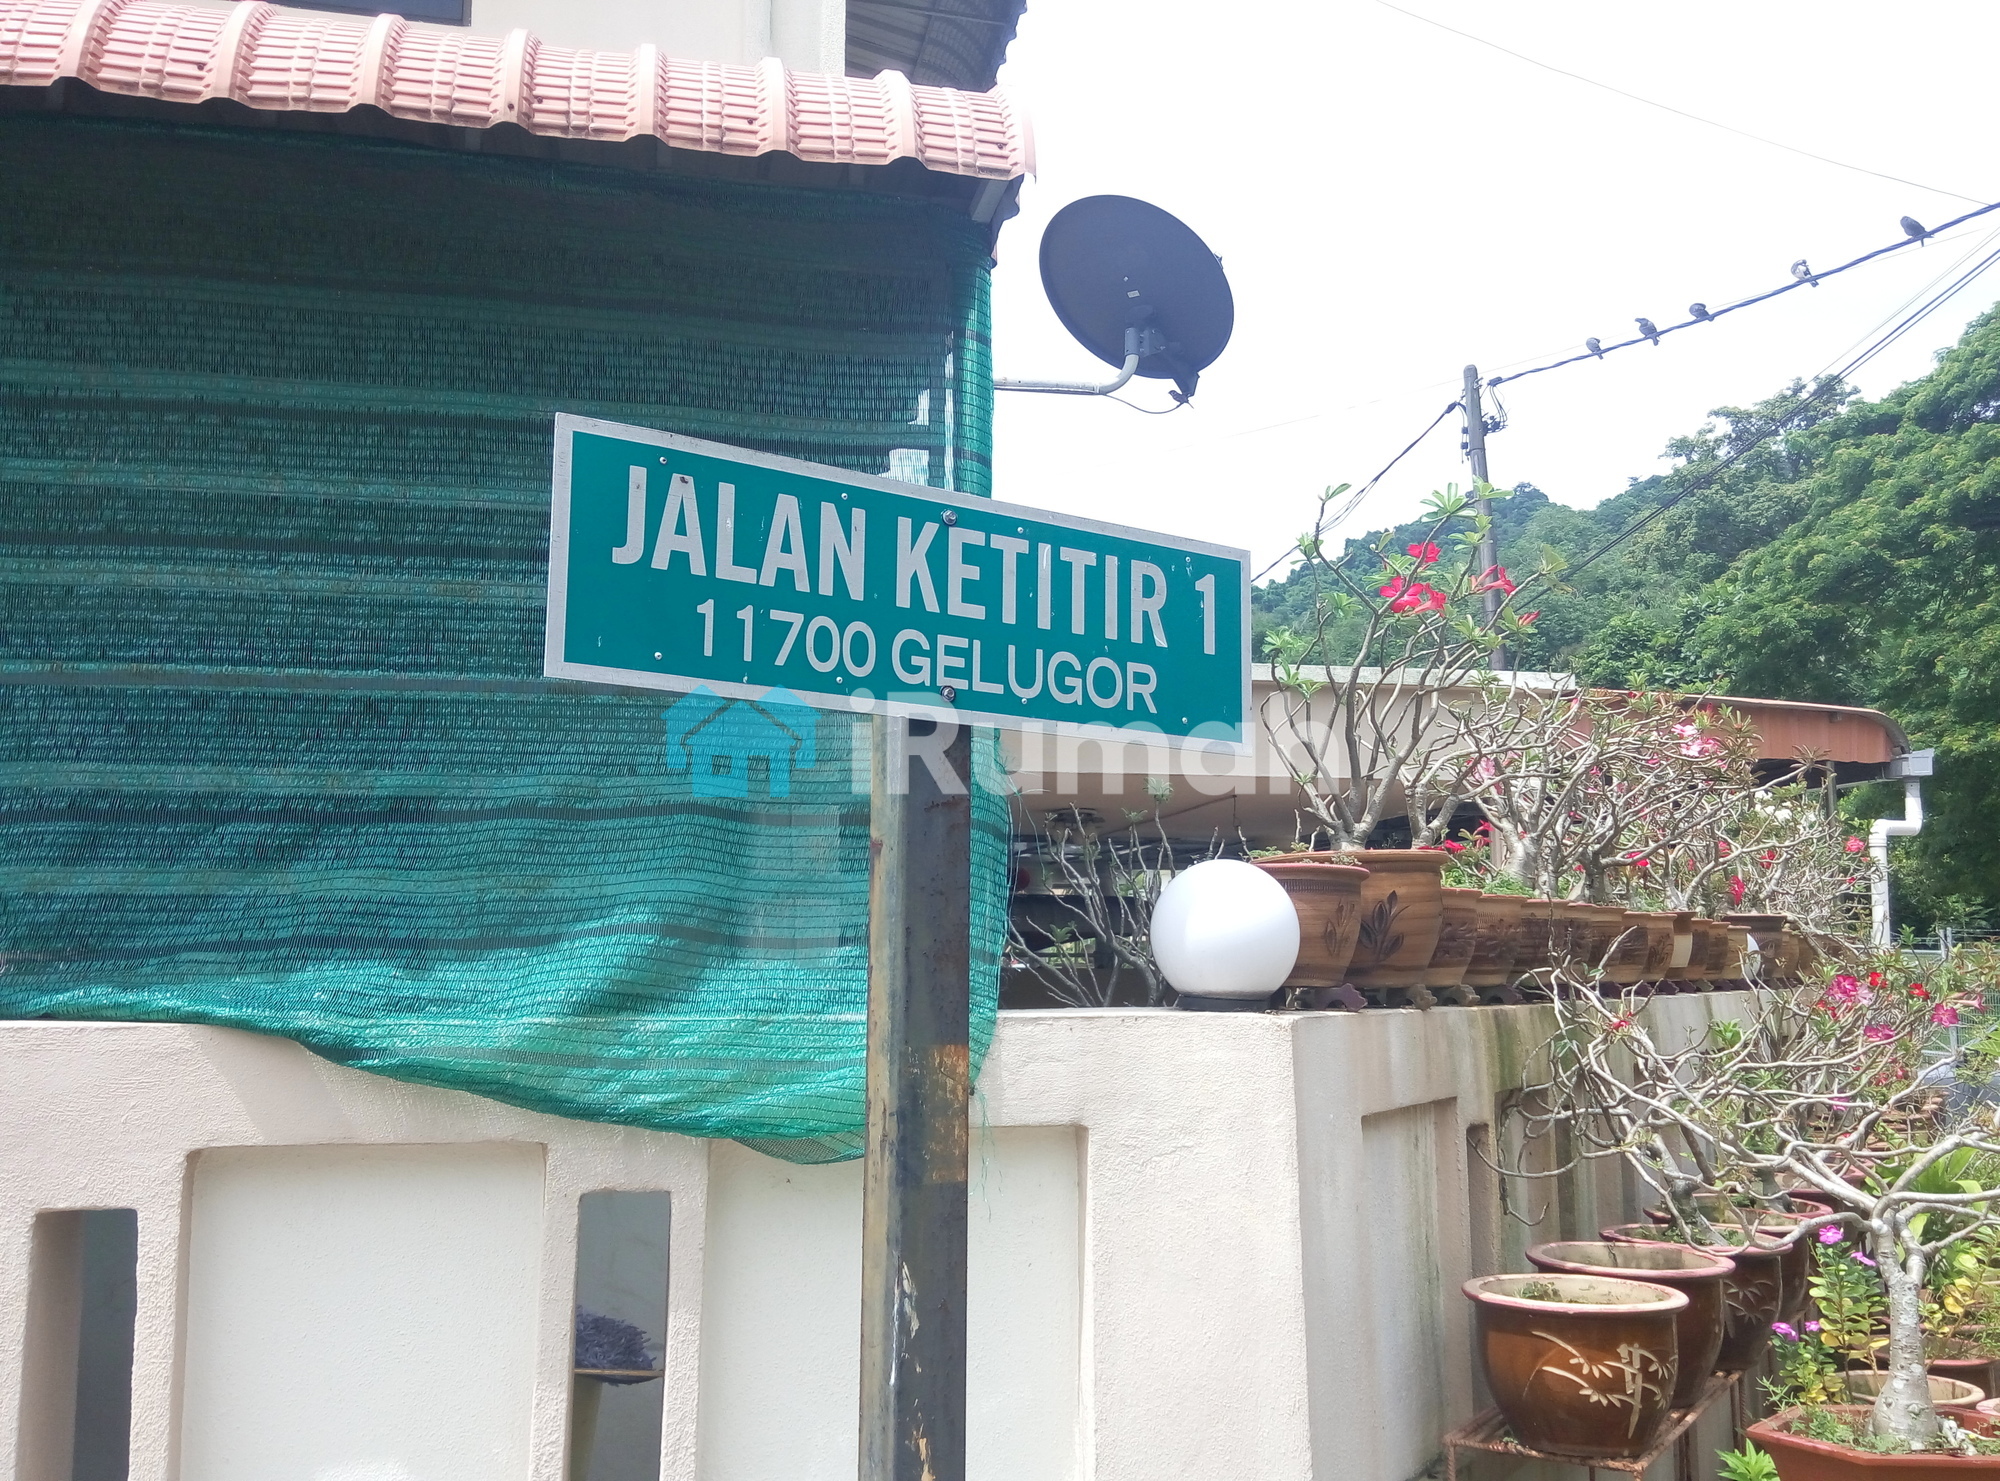 JALAN KETITIR 1
11700 GELUGOR
iRumah